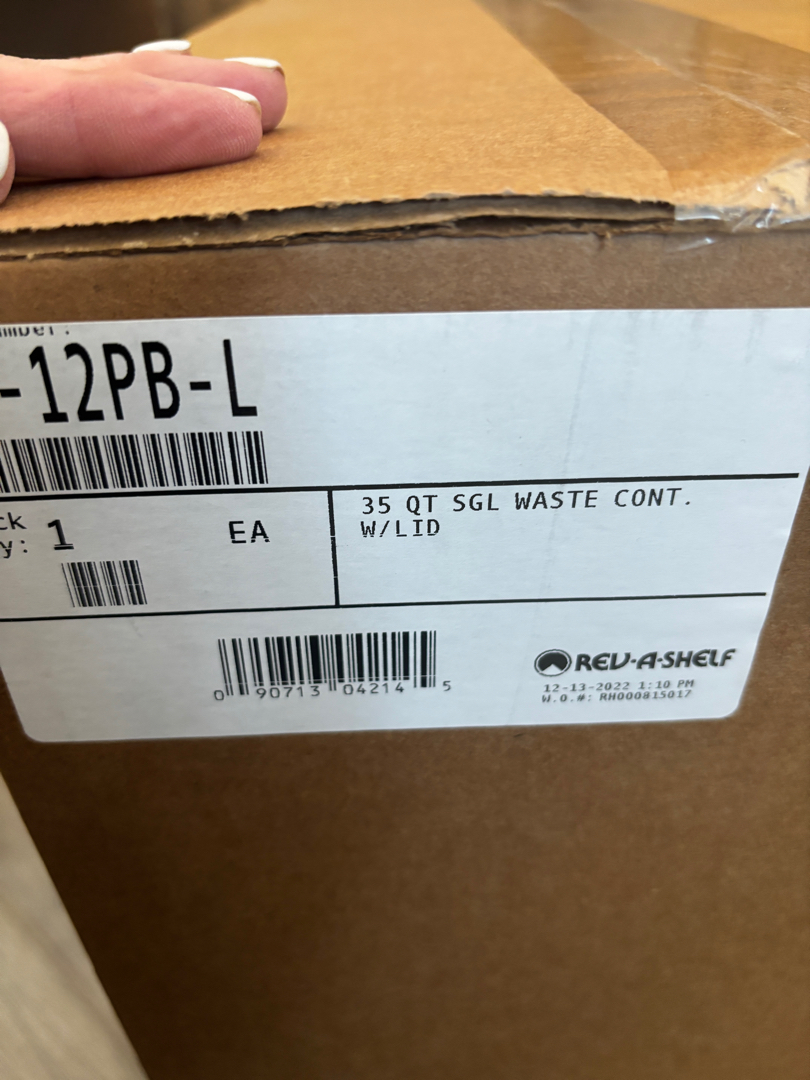 -12PB-L
1 EA
35 QT SGL WASTE CONT.
W/LID
0 90713 04214 5
REV-A-SHELF
12-13-2022 1:10 PM
W.O.#: RH000815017